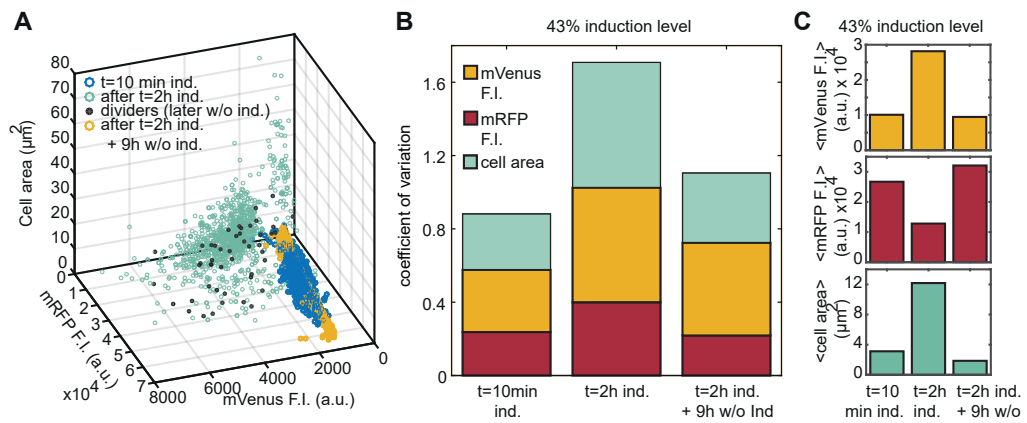 A
80
70
60
50
40
30
20
10
0
Cell area (µm²)
t=10 min ind.
after t=2h ind.
dividers (later w/o ind.)
after t=2h ind.
+ 9h w/o ind.
0
1
2
3
4
5
6
7
x10⁴
mRFP F.I. (a.u.)
8000
6000
4000
2000
0
mVenus F.I. (a.u.)
B
43% induction level
coefficient of variation
1.6
1.2
0.8
0.4
0
mVenus
F.I.
mRFP
F.I.
cell area
t=10min
ind.
t=2h ind.
t=2h ind.
+ 9h w/o Ind
C
43% induction level
<mVenus F.I.>
(a.u.) x 10⁴
3
2
1
0
<mRFP F.I.>
(a.u.) x10⁴
3
2
1
0
<cell area>
(µm²)
12
8
4
0
t=10
min ind.
t=2h
ind.
t=2h ind.
+ 9h w/o